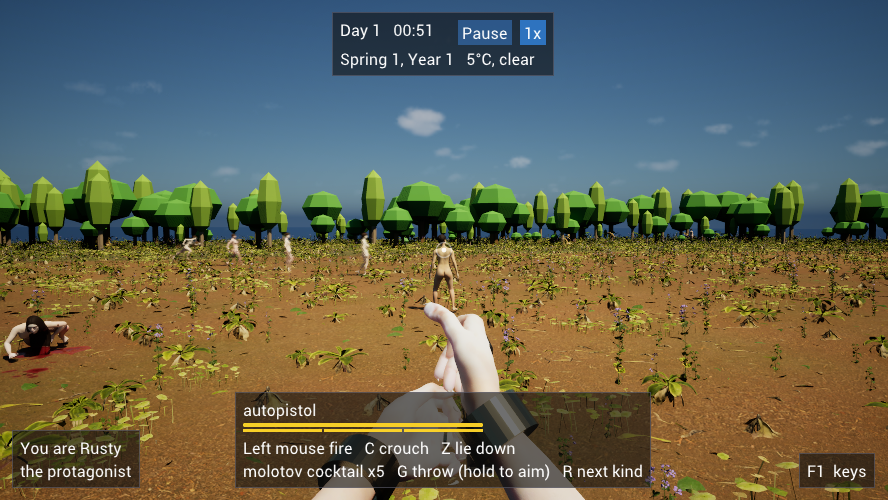 Day 1 00:51 Pause 1x
Spring 1, Year 1 5°C, clear
autopistol
Left mouse fire C crouch Z lie down
molotov cocktail x5 G throw (hold to aim) R next kind
You are Rusty
the protagonist
F1 keys